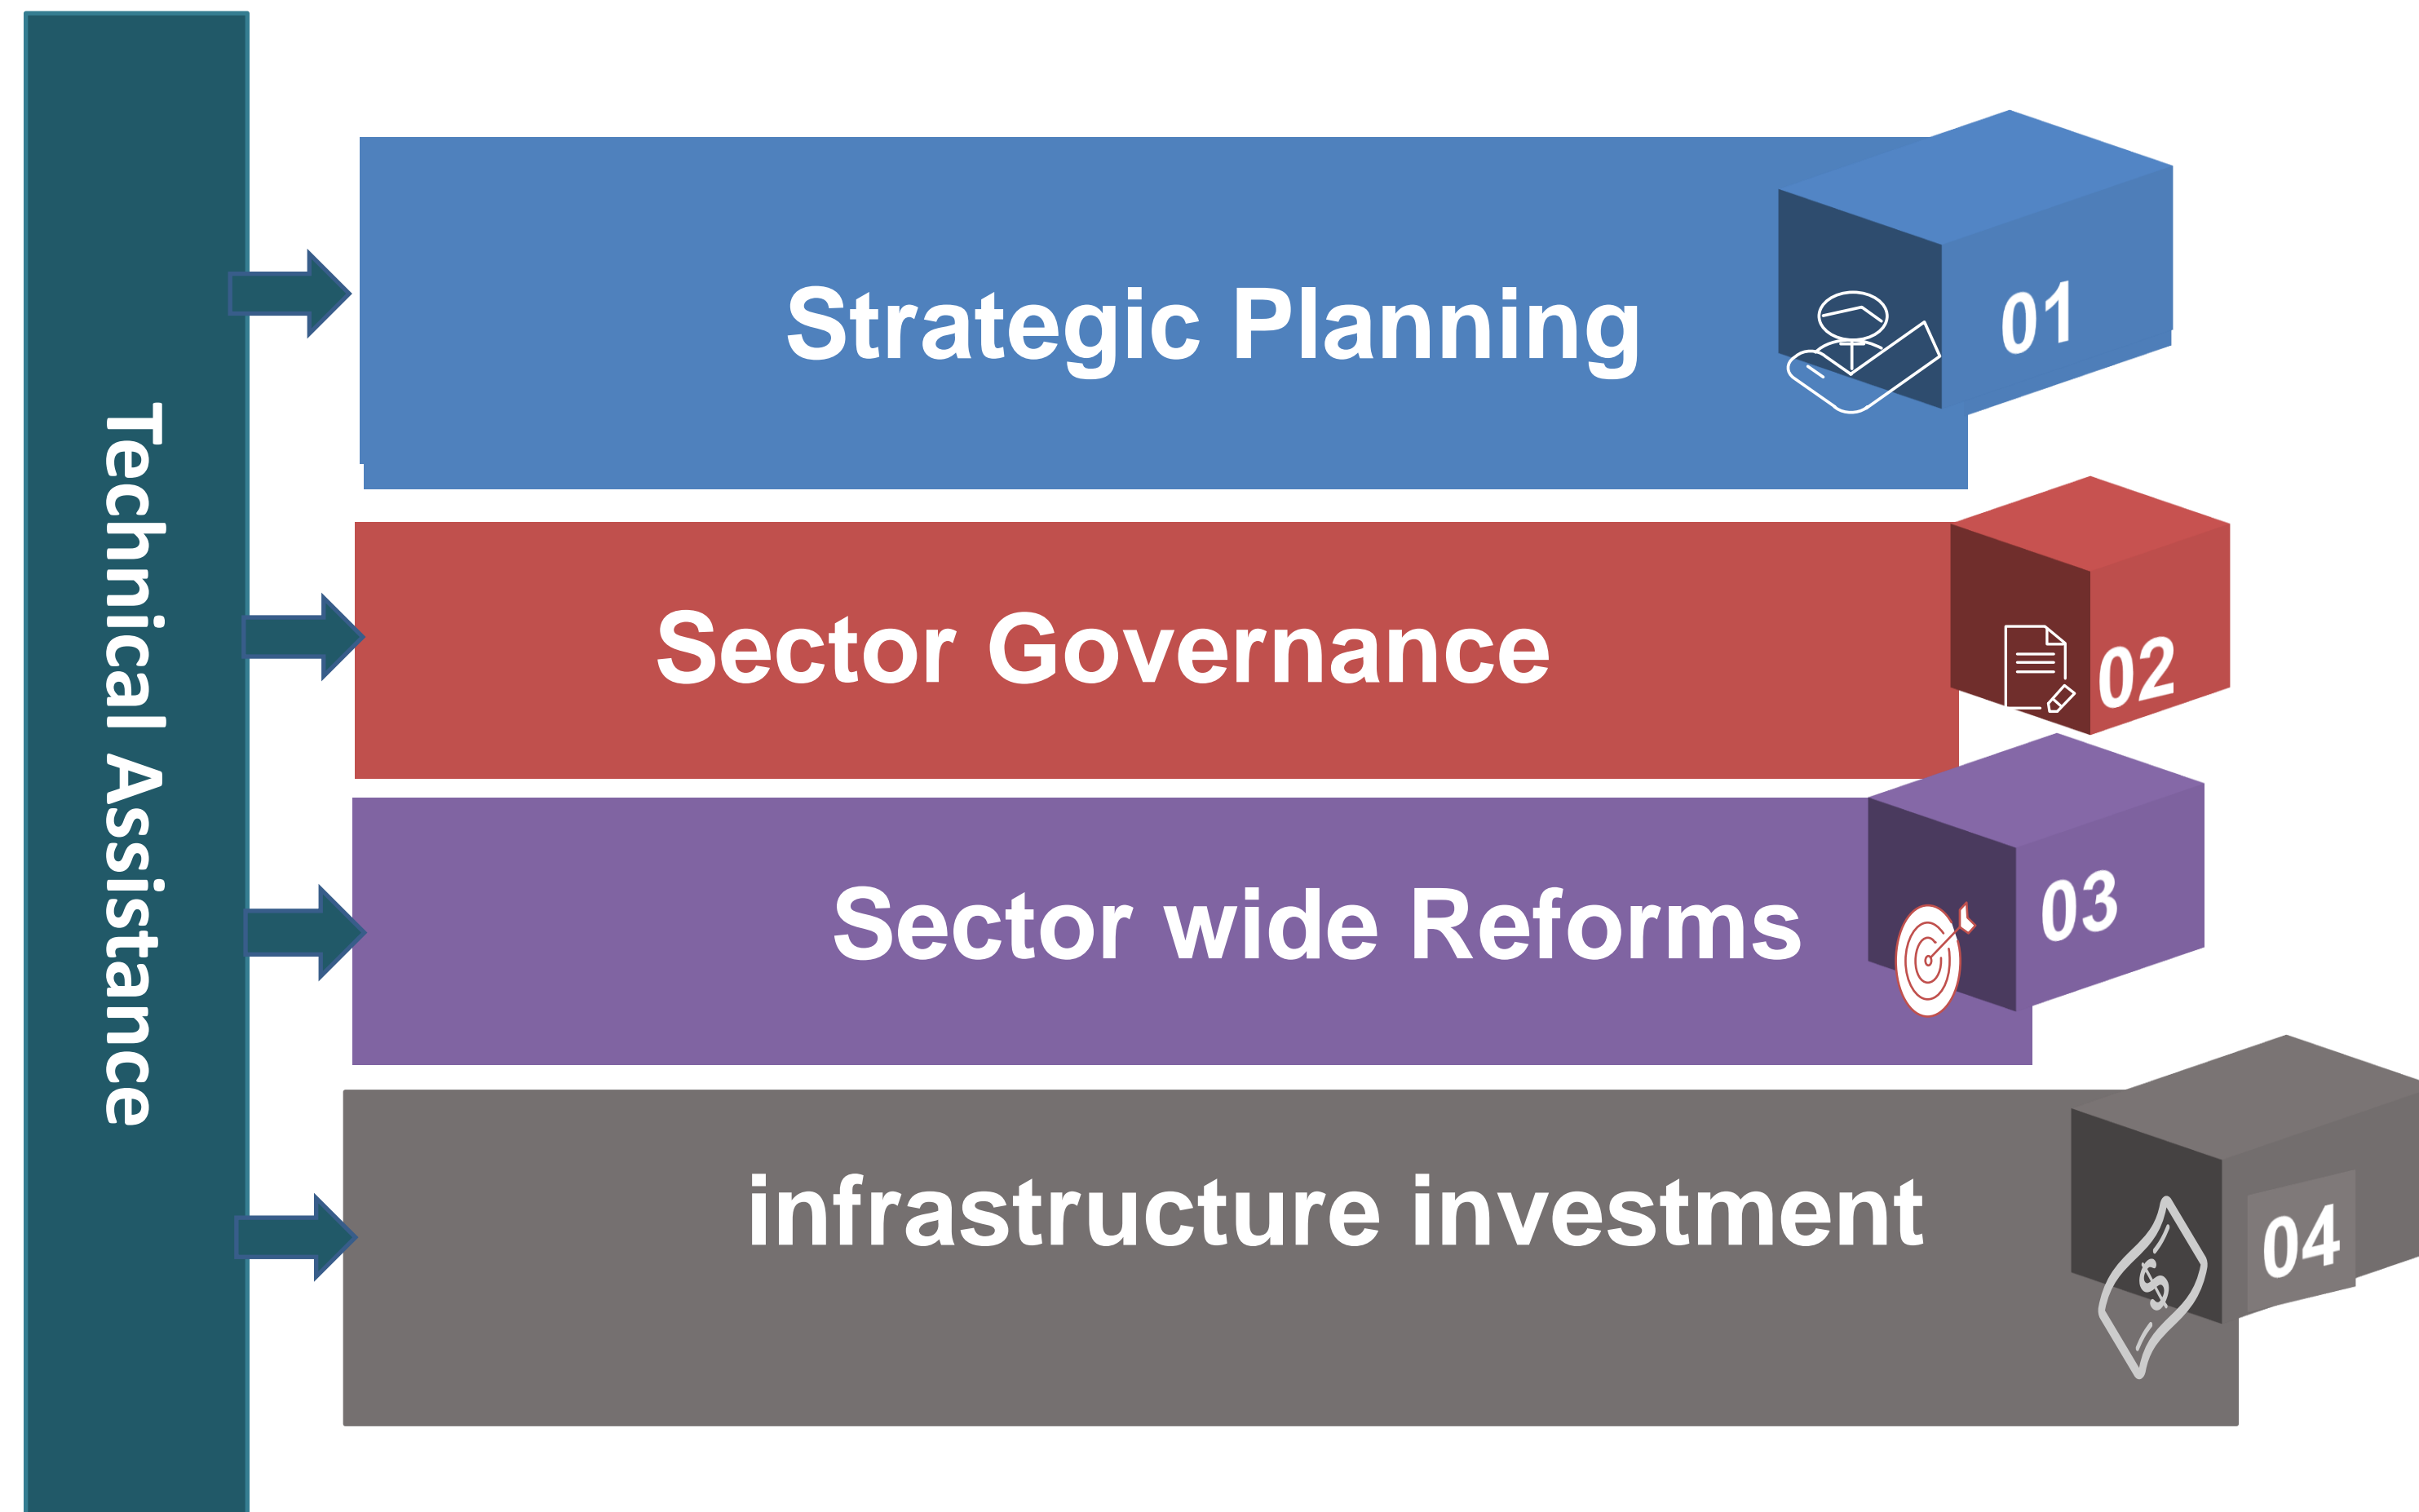 Technical Assistance
Strategic Planning
01
Sector Governance
02
Sector wide Reforms
03
infrastructure investment
$
04